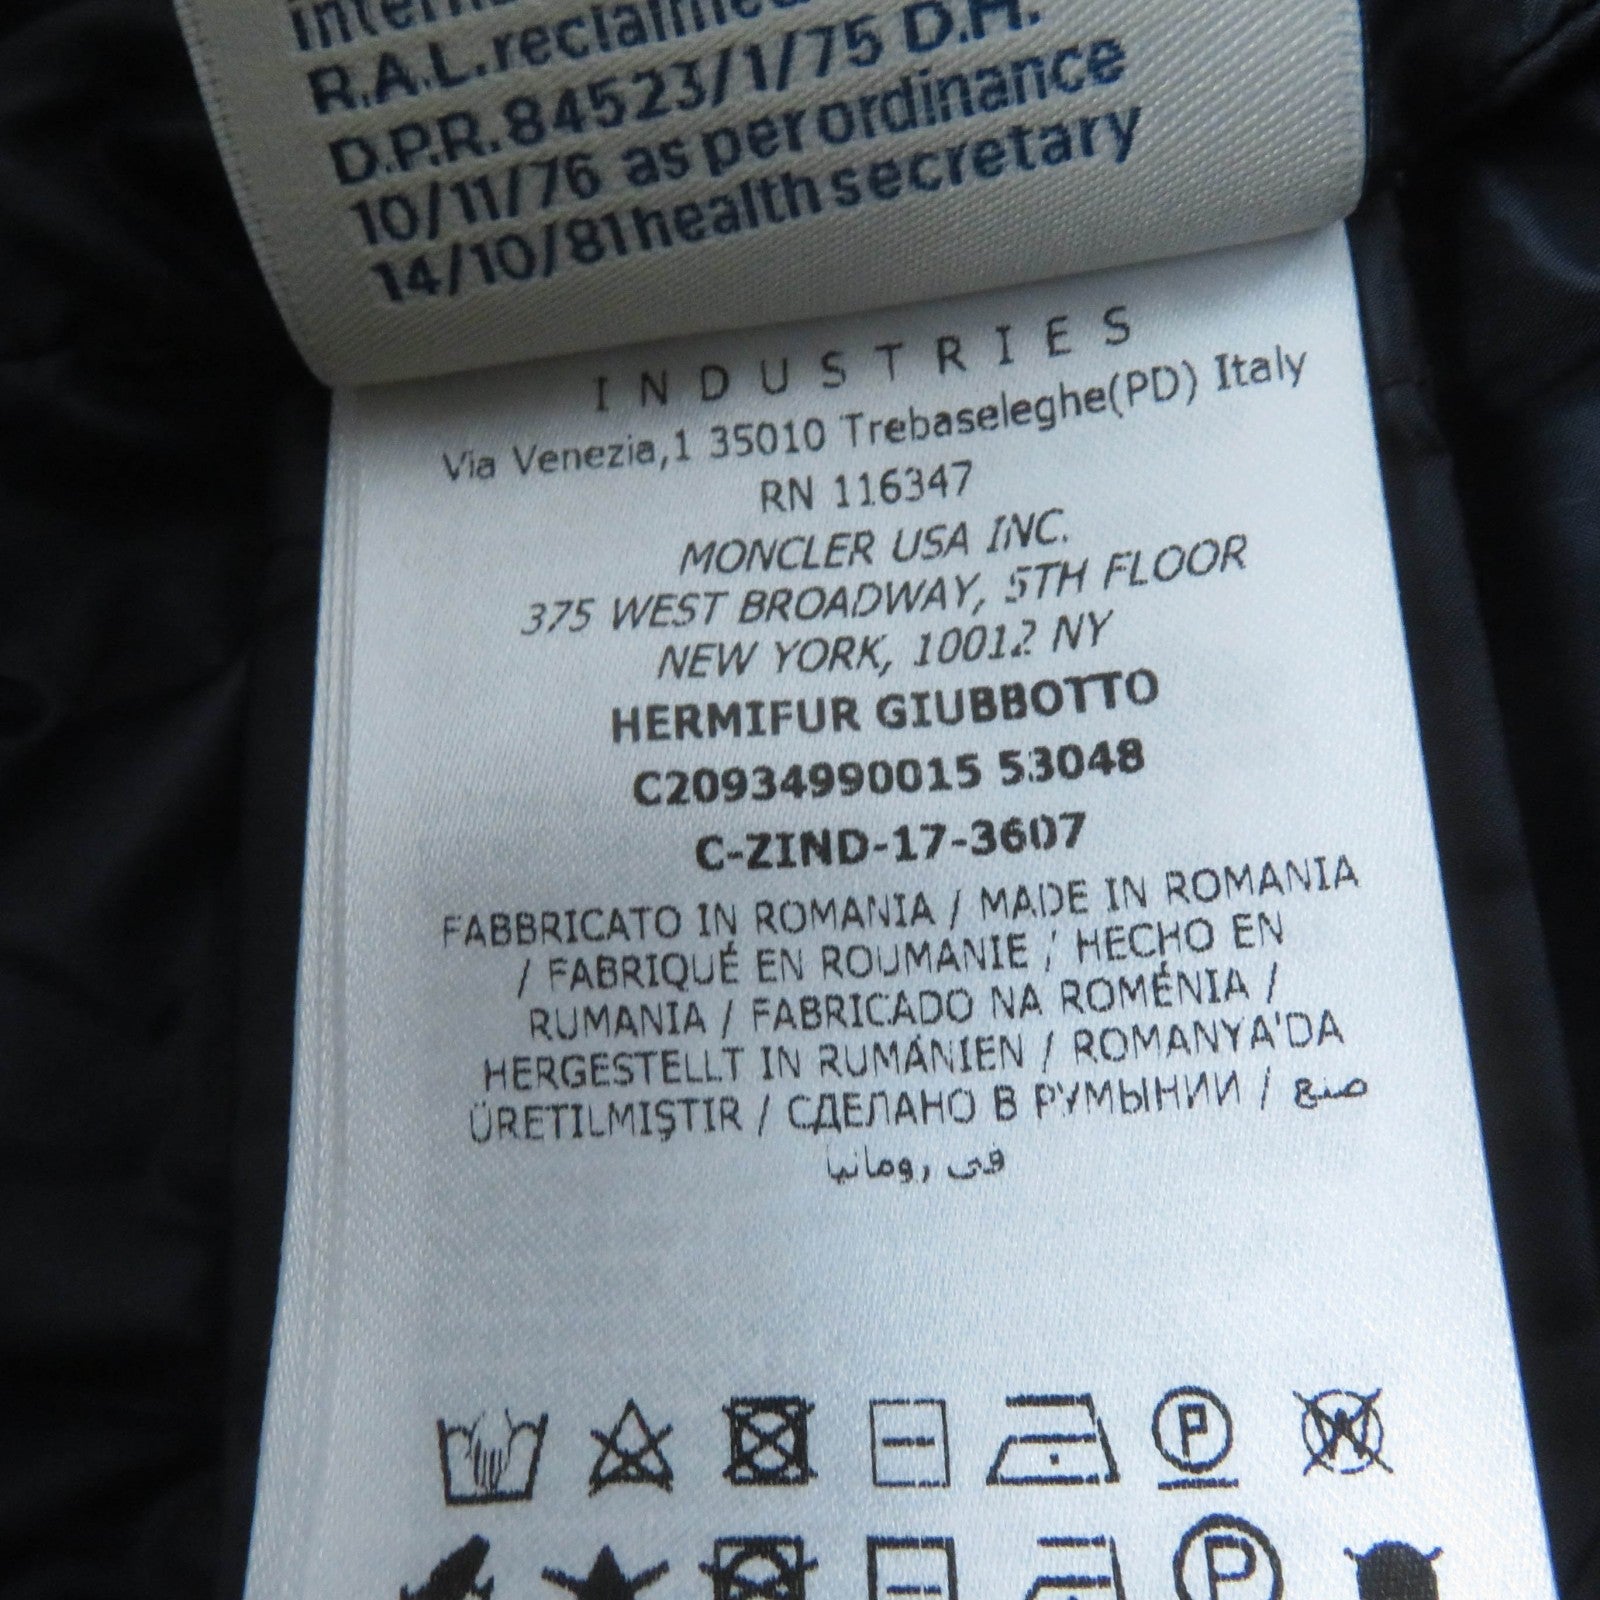 R.A.L. reclaimed
D.P.R. 84523/1/75 D.H.
10/11/76 as per ordinance
14/10/81 health secretary
INDUSTRIES
Via Venezia,1 35010 Trebaseleghe(PD) Italy
RN 116347
MONCLER USA INC.
375 WEST BROADWAY, 5TH FLOOR
NEW YORK, 10012 NY
HERMIFUR GIUBBOTTO
C20934990015 53048
C-ZIND-17-3607
FABBRICATO IN ROMANIA / MADE IN ROMANIA
/ FABRIQUÉ EN ROUMANIE / HECHO EN
RUMANIA / FABRICADO NA ROMÉNIA /
HERGESTELLT IN RUMÄNIEN / ROMANYA'DA
ÜRETILMIŞTIR / СДЕЛАНО В РУМЫНИИ / صنع
في رومانيا
P W
P